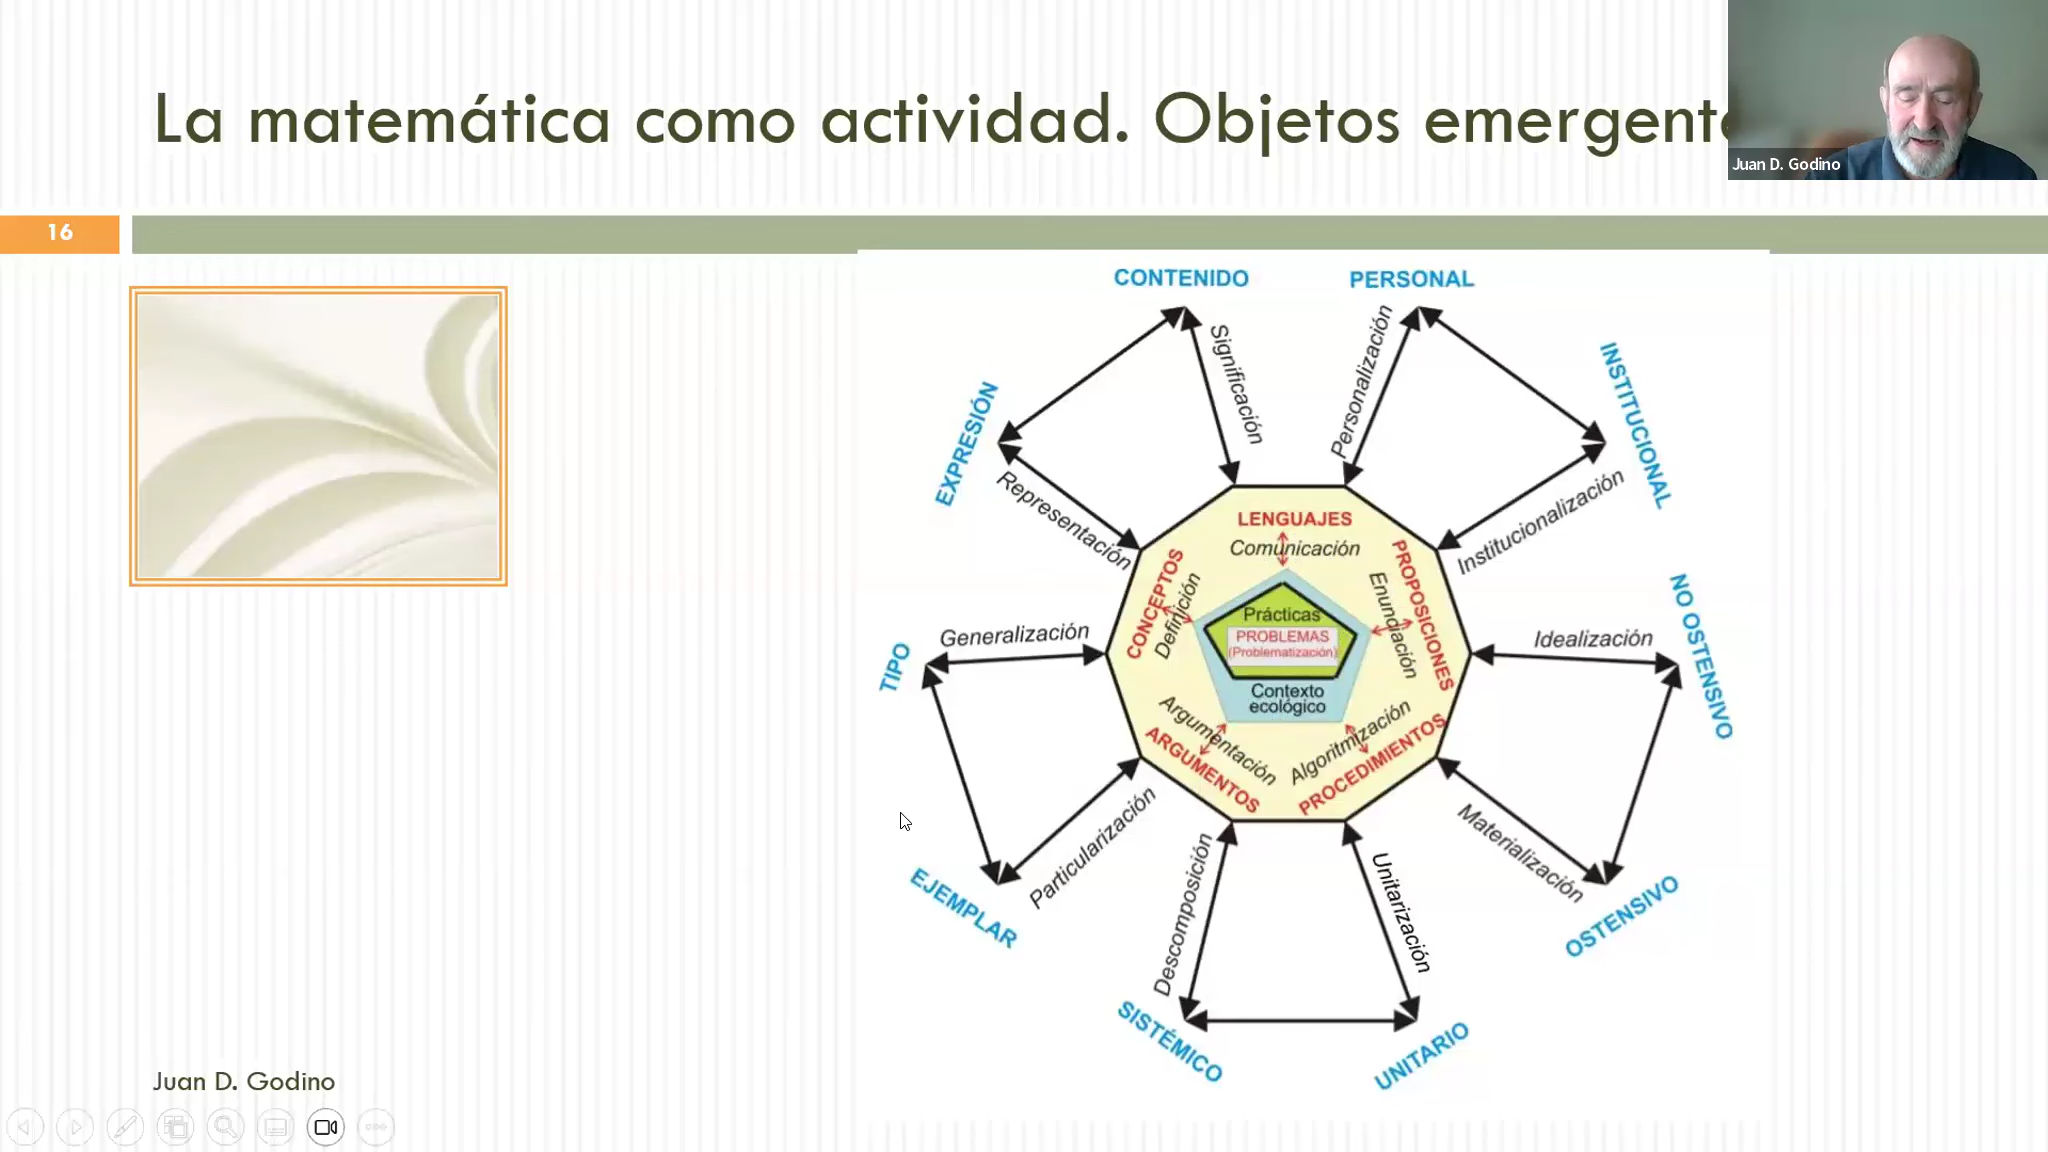 La matemática como actividad. Objetos emergente
Juan D. Godino
16
CONTENIDO
PERSONAL
Significación
Personalización
INSTITUCIONAL
EXPRESIÓN
Representación
Institucionalización
LENGUAJES
Comunicación
CONCEPTOS
Definición
PROPOSICIONES
Enunciación
Prácticas
PROBLEMAS
(Problematización)
Contexto
ecológico
NO OSTENSIVO
Generalización
Idealización
TIPO
Argumentación
ARGUMENTOS
Algoritmización
PROCEDIMIENTOS
Particularización
Materialización
EJEMPLAR
OSTENSIVO
Descomposición
Unitarización
SISTÉMICO
UNITARIO
Juan D. Godino